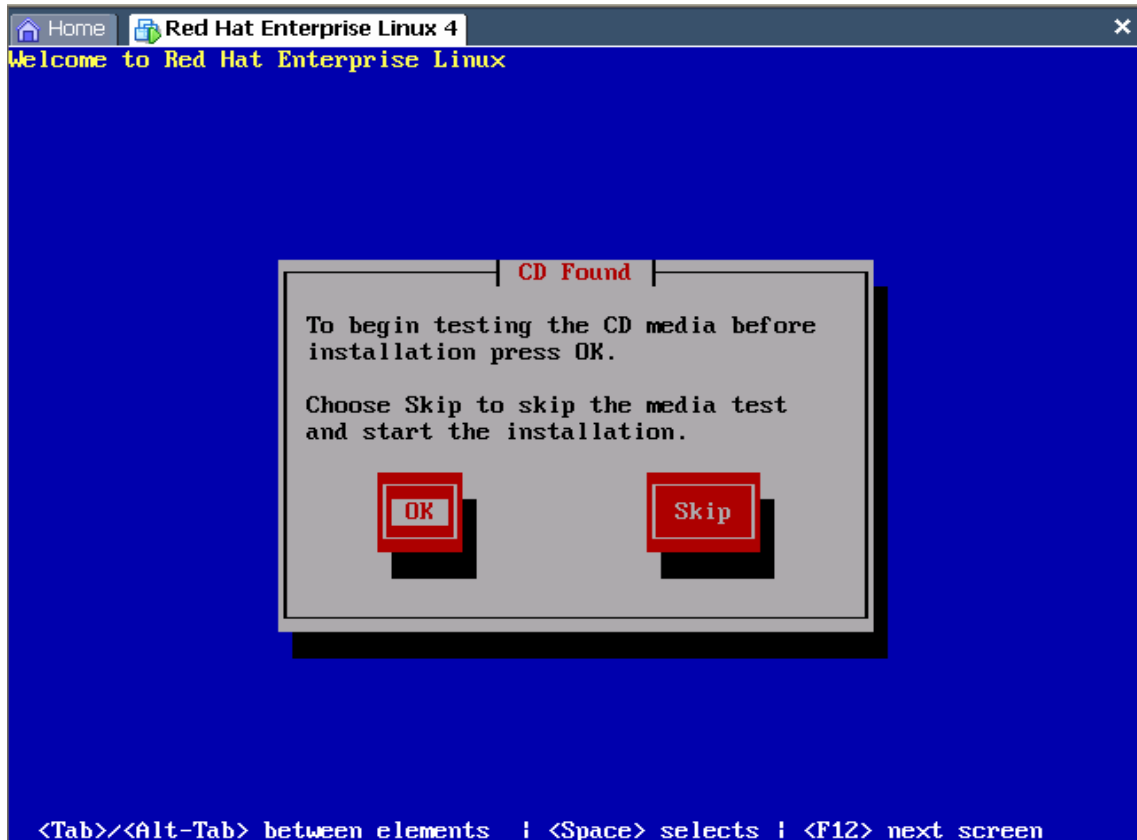 Home Red Hat Enterprise Linux 4
Welcome to Red Hat Enterprise Linux
CD Found
To begin testing the CD media before
installation press OK.
Choose Skip to skip the media test
and start the installation.
OK Skip
<Tab>/<Alt-Tab> between elements | <Space> selects | <F12> next screen